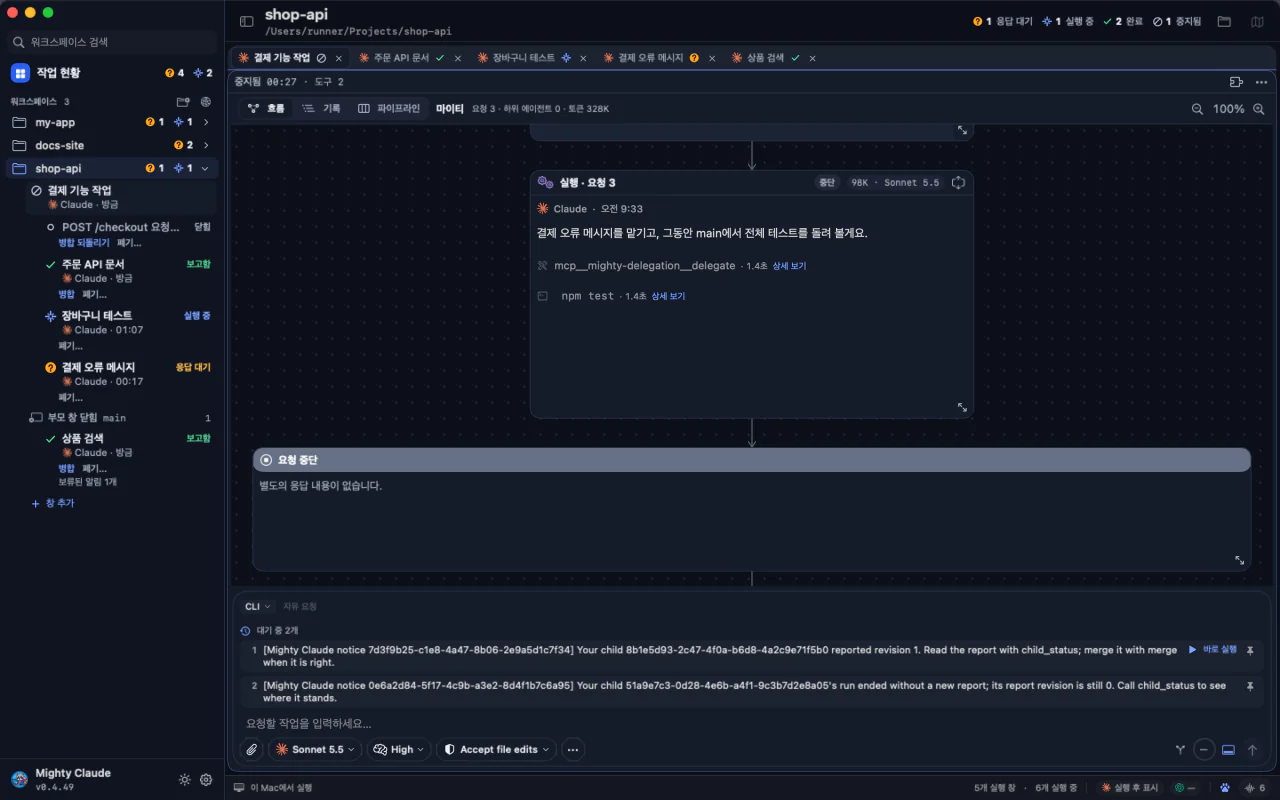 shop-api
/Users/runner/Projects/shop-api
1 응답 대기 1 실행 중 2 완료 1 중지됨
워크스페이스 검색
작업 현황 4 2
워크스페이스 3
my-app 1 1
docs-site 2
shop-api 1 1
결제 기능 작업
Claude · 방금
POST /checkout 요청... 닫힘
병합 되돌리기 폐기...
주문 API 문서 보고함
Claude · 방금
병합 폐기...
장바구니 테스트 실행 중
Claude · 01:07
폐기...
결제 오류 메시지 응답 대기
Claude · 00:17
폐기...
부모 창 닫힘 main 1
상품 검색 보고함
Claude · 방금
병합 폐기...
보류된 알림 1개
+ 창 추가
Mighty Claude
v0.4.49
결제 기능 작업 주문 API 문서 장바구니 테스트 결제 오류 메시지 상품 검색
중지됨 00:27 · 도구 2
흐름 기록 파이프라인 마이티 요청 3 · 하위 에이전트 0 · 토큰 328K 100%
실행 · 요청 3 중단 98K · Sonnet 5.5
Claude · 오전 9:33
결제 오류 메시지를 맡기고, 그동안 main에서 전체 테스트를 돌려 볼게요.
mcp__mighty-delegation__delegate · 1.4초 상세 보기
npm test · 1.4초 상세 보기
요청 중단
별도의 응답 내용이 없습니다.
CLI 자유 요청
대기 중 2개
1 [Mighty Claude notice 7d3f9b25-c1e8-4a47-8b06-2e9a5d1c7f34] Your child 8b1e5d93-2c47-4f0a-b6d8-4a2c9e71f5b0 reported revision 1. Read the report with child_status; merge it with merge 바로 실행
when it is right.
2 [Mighty Claude notice 0e6a2d84-5f17-4c9b-a3e2-8d4f1b7c6a95] Your child 51a9e7c3-0d28-4e6b-a4f1-9c3b7d2e8a05's run ended without a new report; its report revision is still 0. Call child_status to see
where it stands.
요청할 작업을 입력하세요...
Sonnet 5.5 High Accept file edits
이 Mac에서 실행 5개 실행 창 · 6개 실행 중 실행 후 표시 6